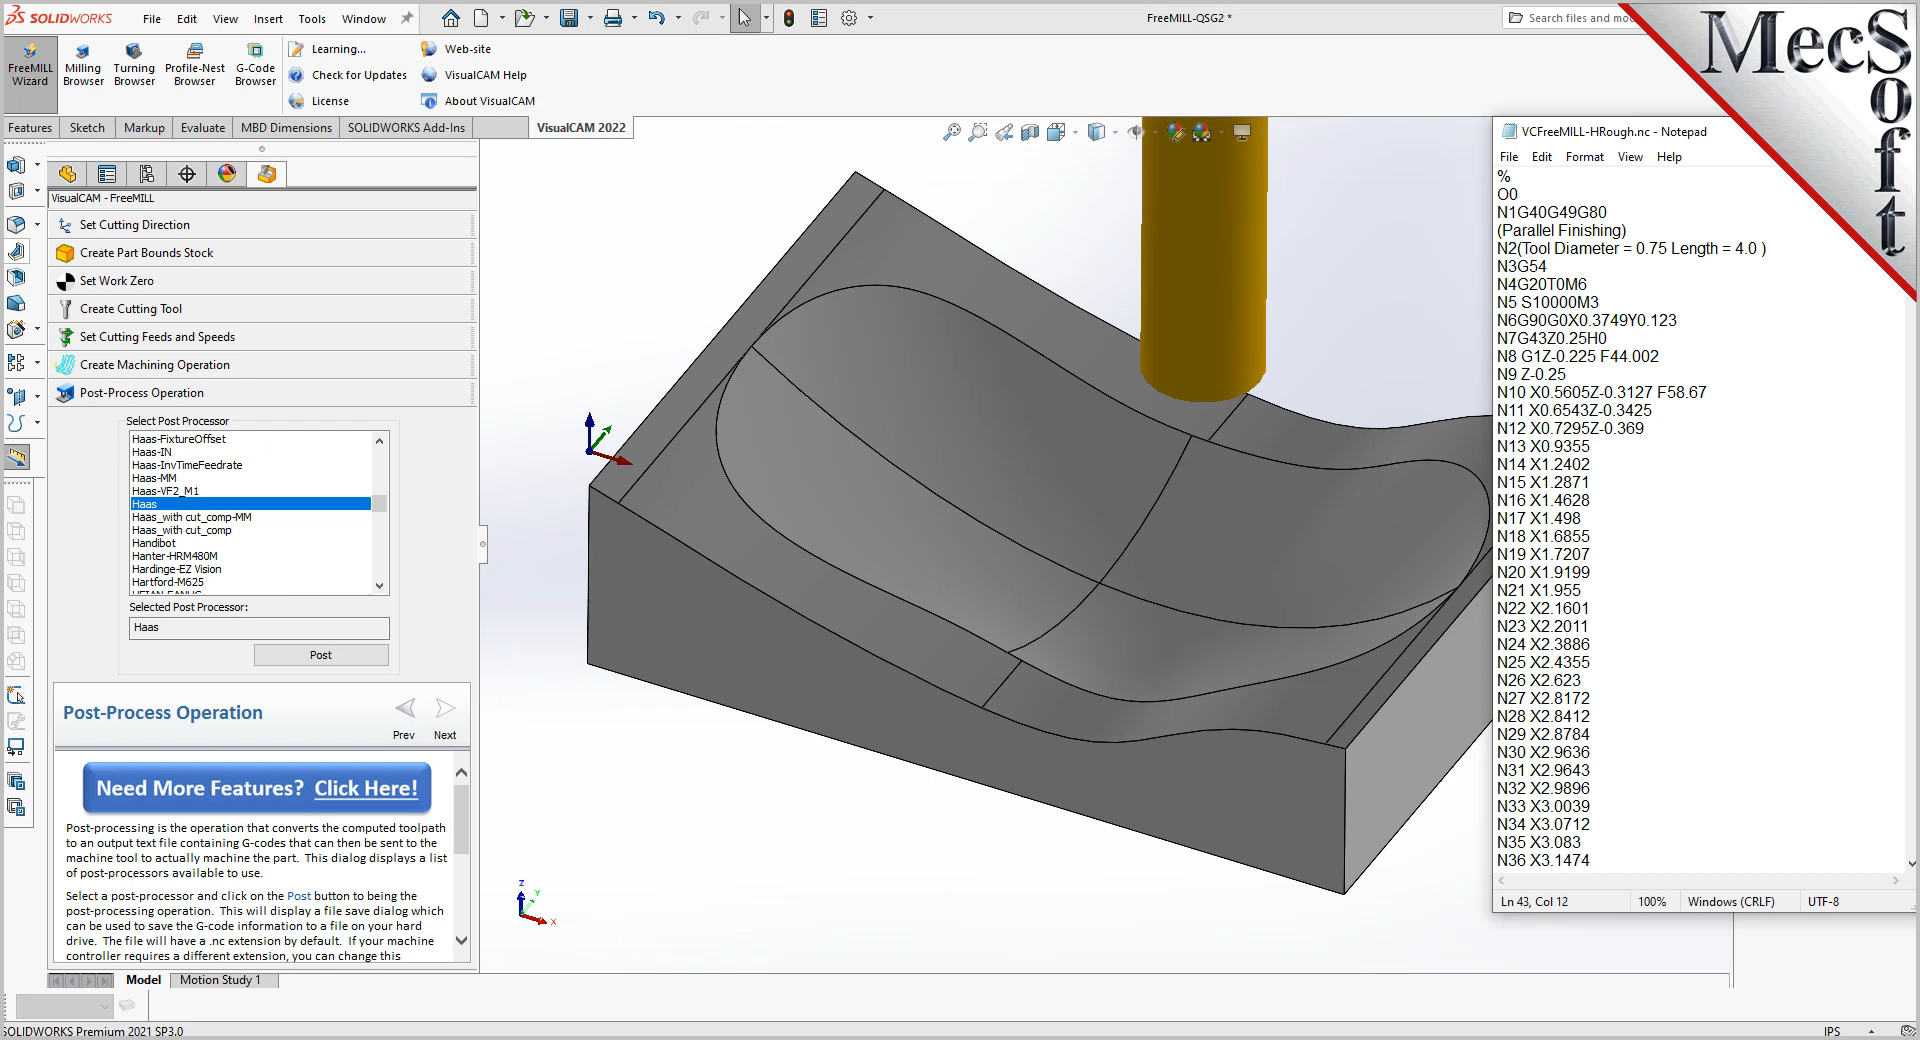 SOLIDWORKS File Edit View Insert Tools Window FreeMILL-QSG2 * Search files and mo
MecSoft
FreeMILL Wizard
Milling Browser
Turning Browser
Profile-Nest Browser
G-Code Browser
Learning...
Check for Updates
License
Web-site
VisualCAM Help
About VisualCAM
Features Sketch Markup Evaluate MBD Dimensions SOLIDWORKS Add-Ins VisualCAM 2022
VisualCAM - FreeMILL
Set Cutting Direction
Create Part Bounds Stock
Set Work Zero
Create Cutting Tool
Set Cutting Feeds and Speeds
Create Machining Operation
Post-Process Operation
Select Post Processor
Haas-FixtureOffset
Haas-IN
Haas-InvTimeFeedrate
Haas-MM
Haas-VF2_M1
Haas
Haas_with cut_comp-MM
Haas_with cut_comp
Handibot
Hanter-HRM480M
Hardinge-EZ Vision
Hartford-M625
Selected Post Processor:
Haas
Post
Post-Process Operation
Prev Next
Need More Features? Click Here!
Post-processing is the operation that converts the computed toolpath
to an output text file containing G-codes that can then be sent to the
machine tool to actually machine the part. This dialog displays a list
of post-processors available to use.
Select a post-processor and click on the Post button to being the
post-processing operation. This will display a file save dialog which
can be used to save the G-code information to a file on your hard
drive. The file will have a .nc extension by default. If your machine
controller requires a different extension, you can change this
Z
Y
X
VCFreeMILL-HRough.nc - Notepad
File Edit Format View Help
%
O0
N1G40G49G80
(Parallel Finishing)
N2(Tool Diameter = 0.75 Length = 4.0 )
N3G54
N4G20T0M6
N5 S10000M3
N6G90G0X0.3749Y0.123
N7G43Z0.25H0
N8 G1Z-0.225 F44.002
N9 Z-0.25
N10 X0.5605Z-0.3127 F58.67
N11 X0.6543Z-0.3425
N12 X0.7295Z-0.369
N13 X0.9355
N14 X1.2402
N15 X1.2871
N16 X1.4628
N17 X1.498
N18 X1.6855
N19 X1.7207
N20 X1.9199
N21 X1.955
N22 X2.1601
N23 X2.2011
N24 X2.3886
N25 X2.4355
N26 X2.623
N27 X2.8172
N28 X2.8412
N29 X2.8784
N30 X2.9636
N31 X2.9643
N32 X2.9896
N33 X3.0039
N34 X3.0712
N35 X3.083
N36 X3.1474
Ln 43, Col 12 100% Windows (CRLF) UTF-8
Model Motion Study 1
SOLIDWORKS Premium 2021 SP3.0 IPS